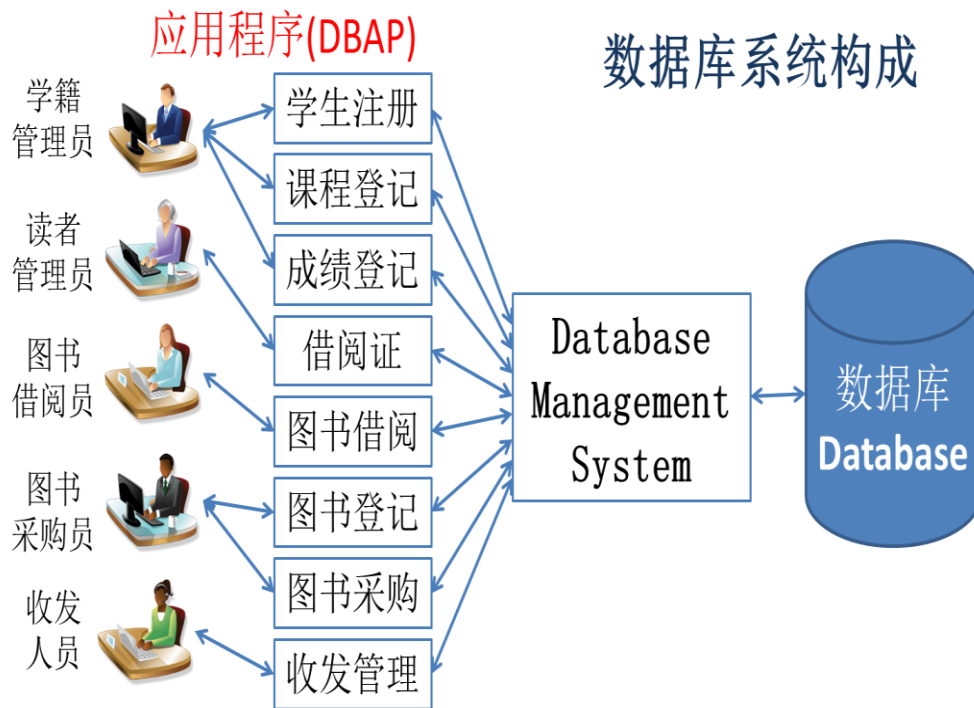 应用程序(DBAP)
数据库系统构成
学籍
管理员
读者
管理员
图书
借阅员
图书
采购员
收发
人员
学生注册
课程登记
成绩登记
借阅证
图书借阅
图书登记
图书采购
收发管理
Database
Management
System
数据库
Database